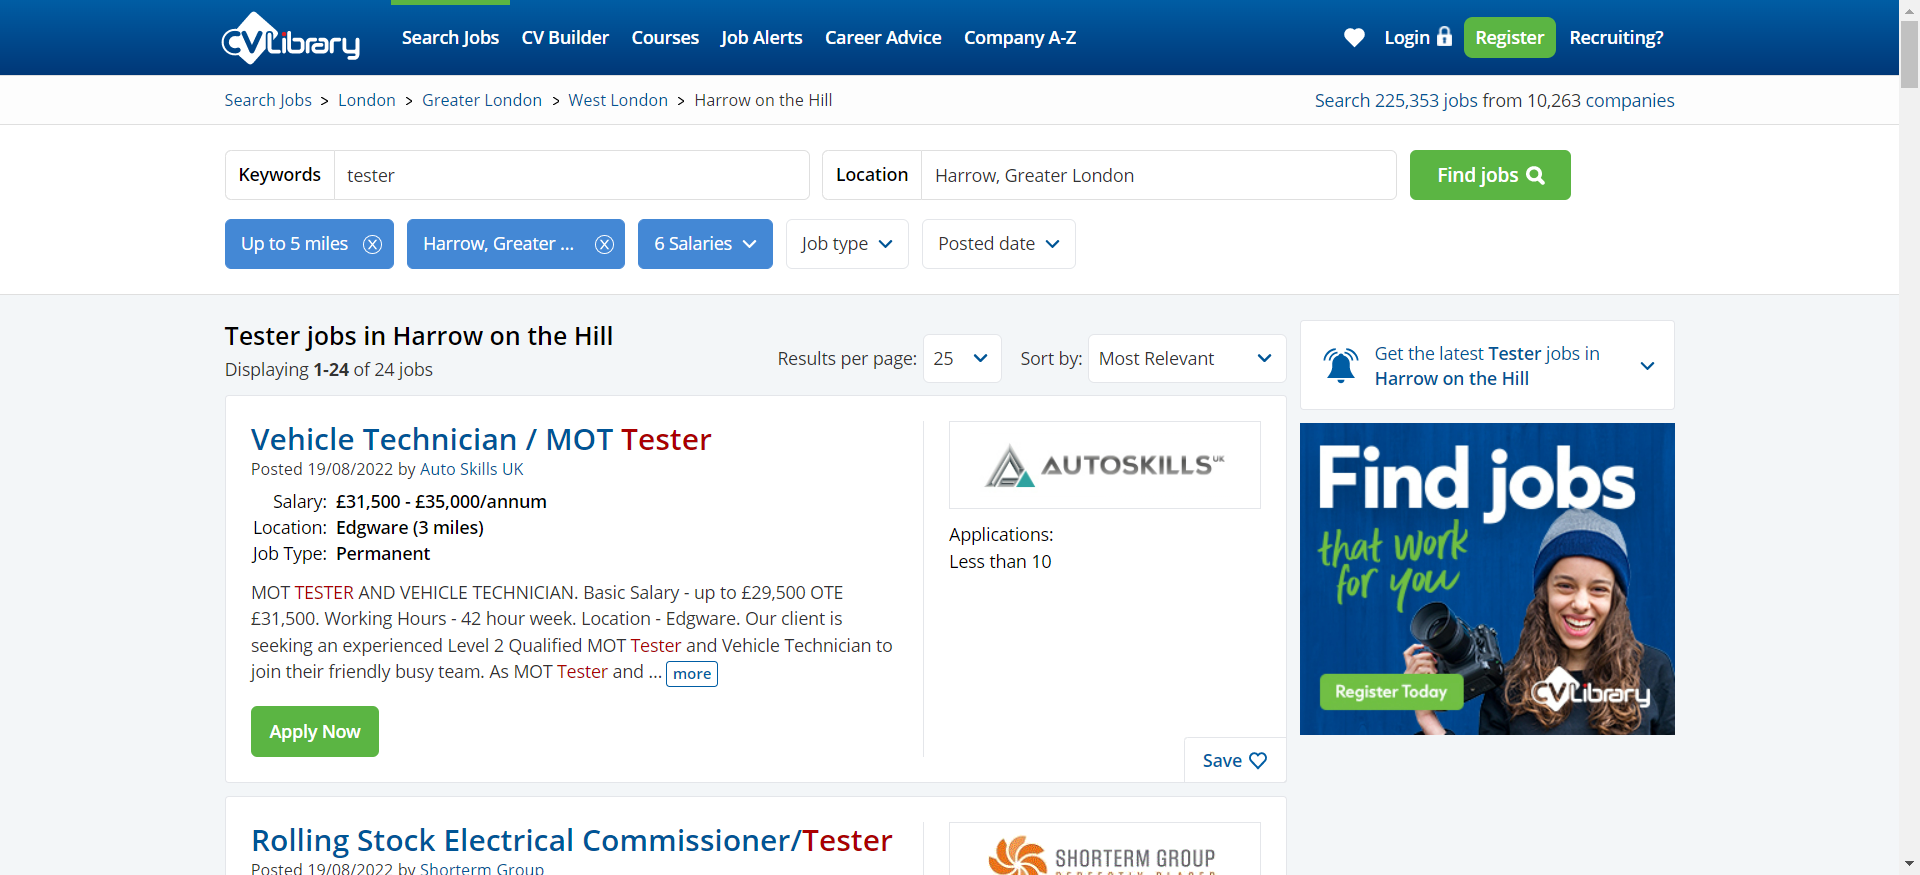 CVLibrary
Search Jobs
CV Builder
Courses
Job Alerts
Career Advice
Company A-Z
Login
Register
Recruiting?
Search Jobs > London > Greater London > West London > Harrow on the Hill
Search 225,353 jobs from 10,263 companies
Keywords
tester
Location
Harrow, Greater London
Find jobs
Up to 5 miles
Harrow, Greater ...
6 Salaries
Job type
Posted date
Tester jobs in Harrow on the Hill
Displaying 1-24 of 24 jobs
Results per page: 25
Sort by: Most Relevant
Get the latest Tester jobs in
Harrow on the Hill
Vehicle Technician / MOT Tester
Posted 19/08/2022 by Auto Skills UK
Salary: £31,500 - £35,000/annum
Location: Edgware (3 miles)
Job Type: Permanent
MOT TESTER AND VEHICLE TECHNICIAN. Basic Salary - up to £29,500 OTE
£31,500. Working Hours - 42 hour week. Location - Edgware. Our client is
seeking an experienced Level 2 Qualified MOT Tester and Vehicle Technician to
join their friendly busy team. As MOT Tester and ... more
Apply Now
AUTOSKILLS UK
Applications:
Less than 10
Save
Find jobs
that work
for you
Register Today
CVLibrary
Rolling Stock Electrical Commissioner/Tester
Posted 19/08/2022 by Shorterm Group
SHORTERM GROUP